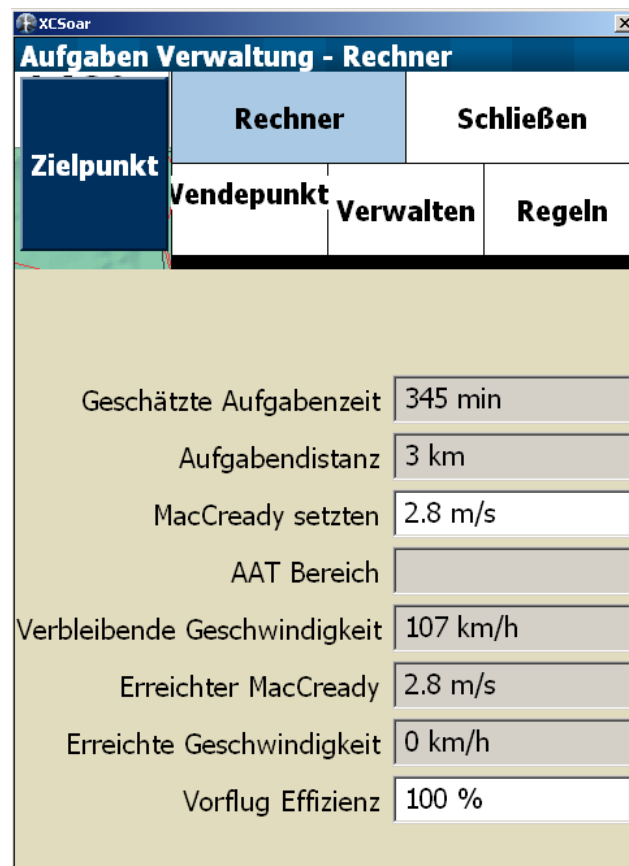 XCSoar
Aufgaben Verwaltung - Rechner
Rechner
Schließen
Zielpunkt
Wendepunkt
Verwalten
Regeln
Geschätzte Aufgabenzeit 345 min
Aufgabendistanz 3 km
MacCready setzten 2.8 m/s
AAT Bereich
Verbleibende Geschwindigkeit 107 km/h
Erreichter MacCready 2.8 m/s
Erreichte Geschwindigkeit 0 km/h
Vorflug Effizienz 100 %